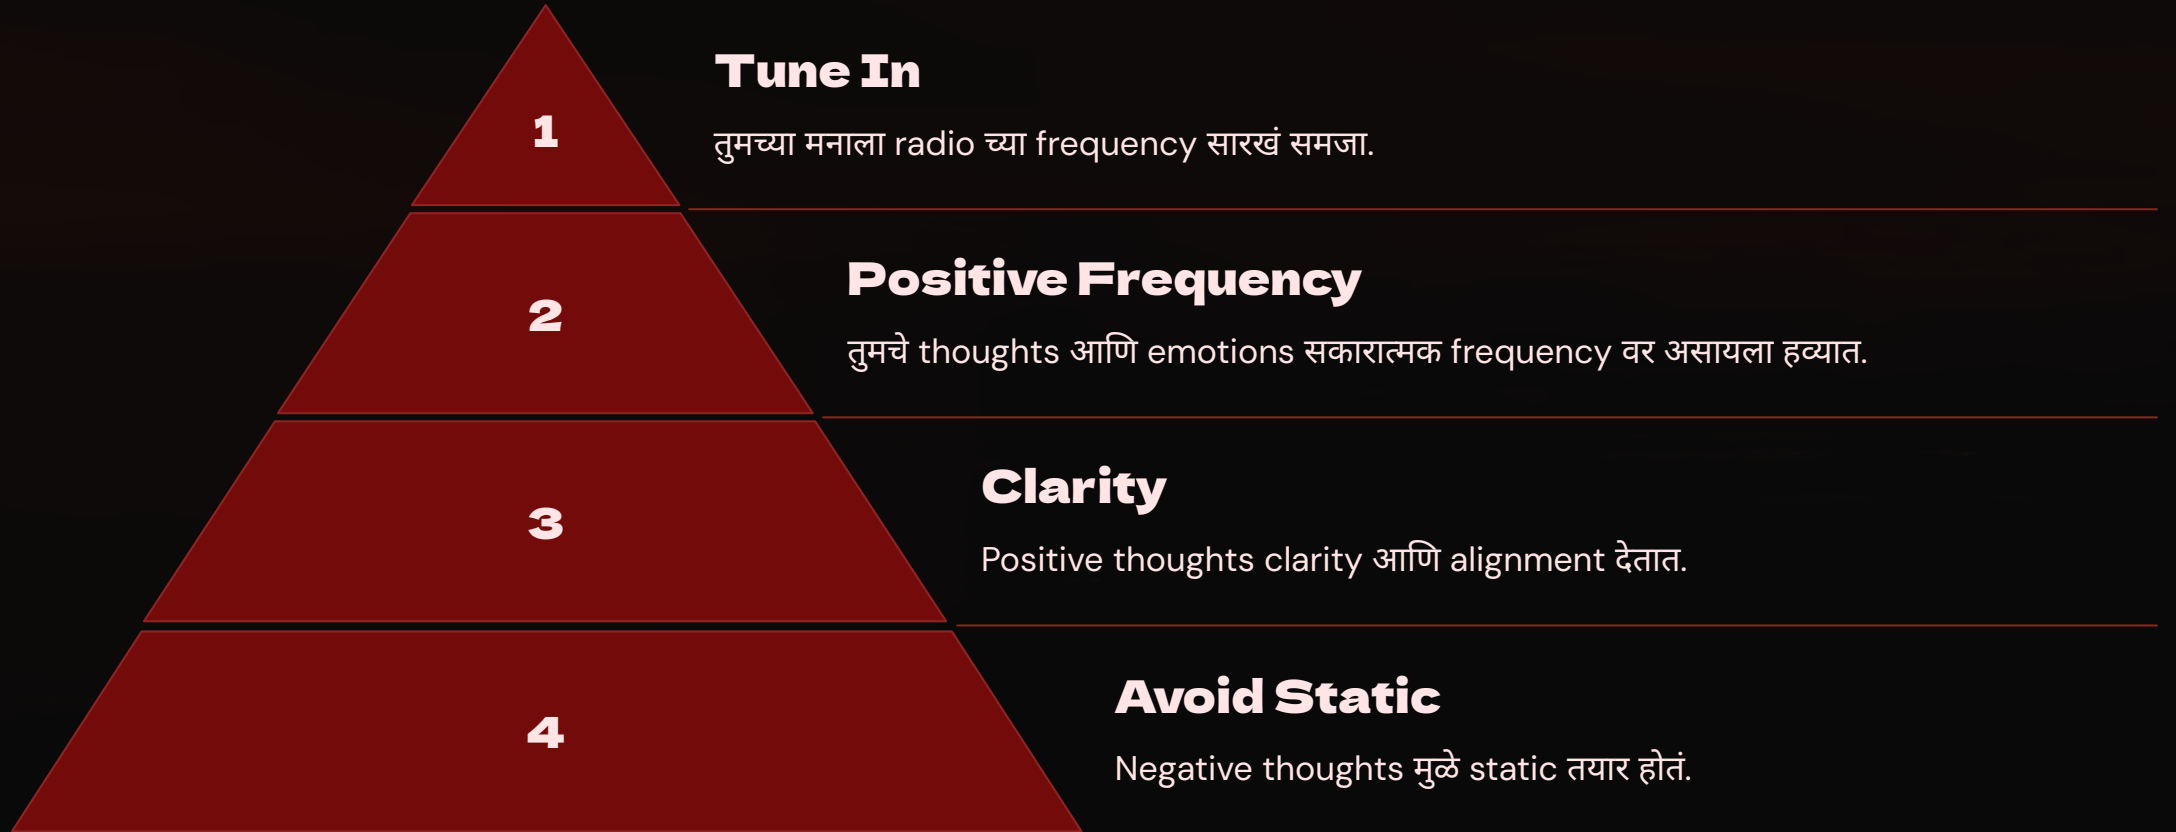 1
Tune In
तुमच्या मनाला radio च्या frequency सारखं समजा.
2
Positive Frequency
तुमचे thoughts आणि emotions सकारात्मक frequency वर असायला हव्यात.
3
Clarity
Positive thoughts clarity आणि alignment देतात.
4
Avoid Static
Negative thoughts मुळे static तयार होतं.